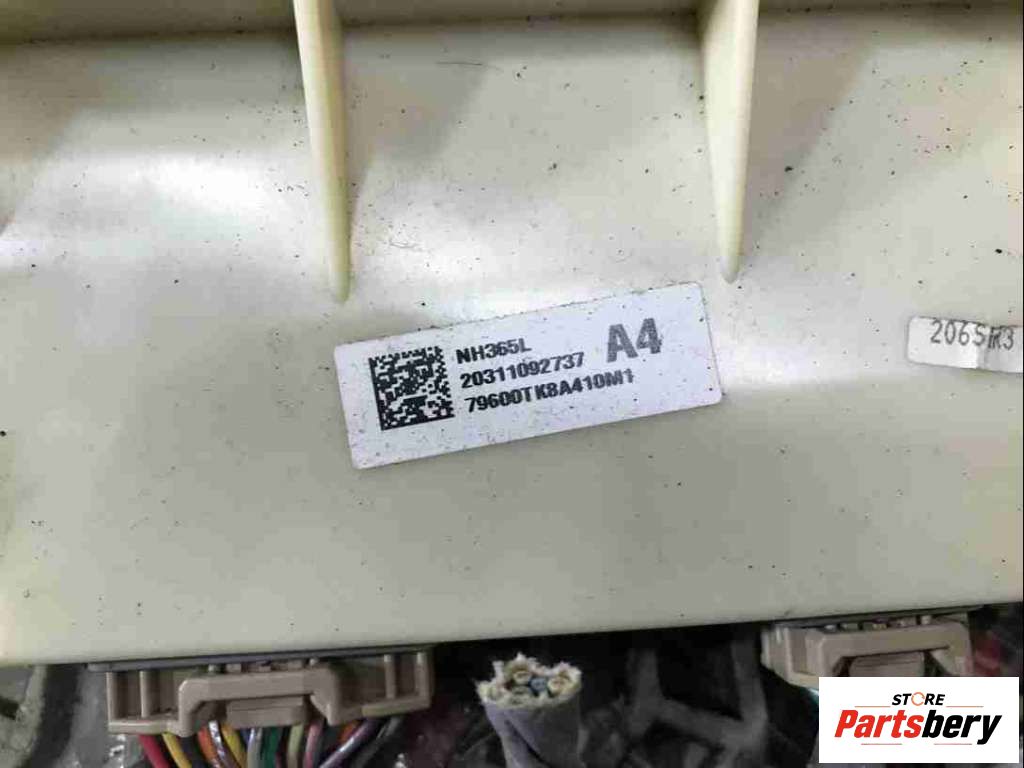 NH365L
A4
20311092737
79600TK8A410M1
2065R3
STORE
Partsbery